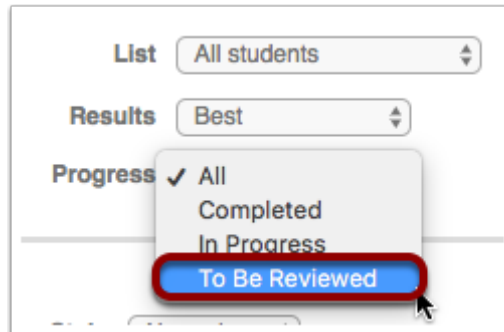 List All students
Results Best
Progress ✓ All
Completed
In Progress
To Be Reviewed